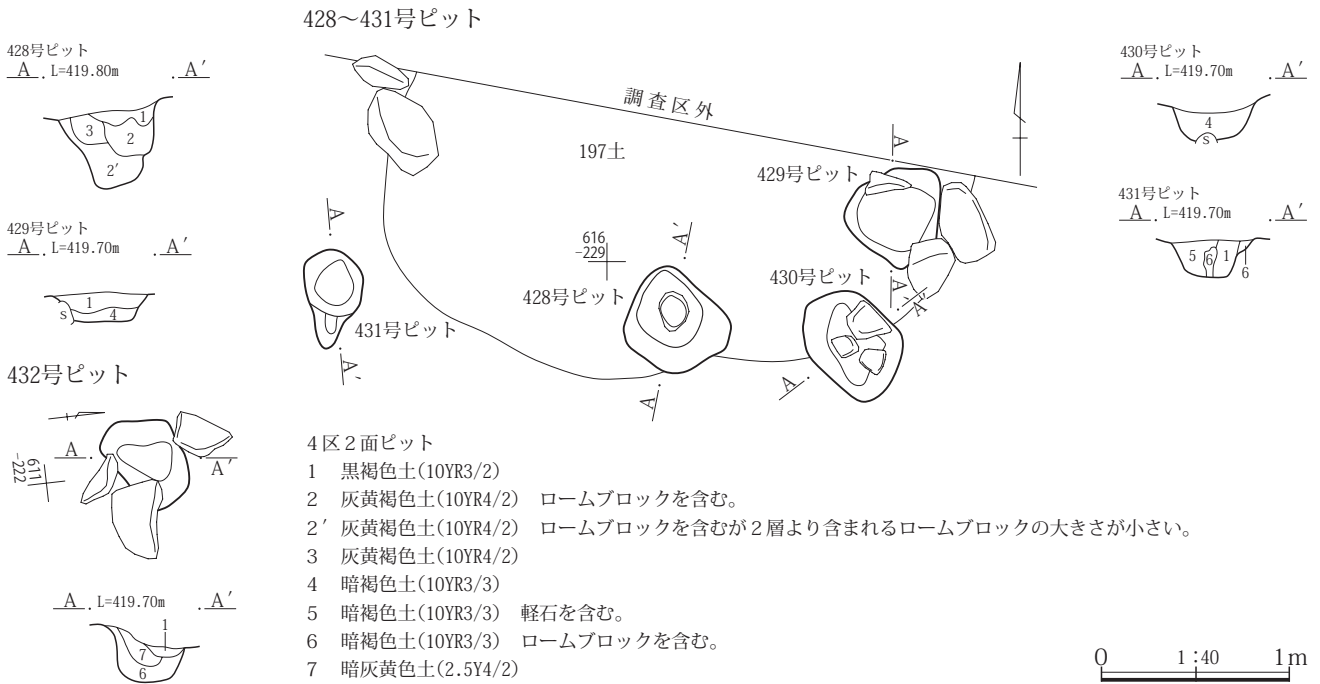 428～431号ピット
428号ピット
A . L=419.80m . A′
1
3
2
2′
429号ピット
A . L=419.70m . A′
1
S
4
調査区外
197土
A
429号ピット
A
A′
616
-229
428号ピット
430号ピット
A′
A′
431号ピット
A′
A
A
430号ピット
A . L=419.70m . A′
4
S
431号ピット
A . L=419.70m . A′
5
6
1
6
432号ピット
A . . A′
611
-222
A . L=419.70m . A′
1
7
6
4区2面ピット
1 黒褐色土(10YR3/2)
2 灰黄褐色土(10YR4/2) ロームブロックを含む。
2′ 灰黄褐色土(10YR4/2) ロームブロックを含むが2層より含まれるロームブロックの大きさが小さい。
3 灰黄褐色土(10YR4/2)
4 暗褐色土(10YR3/3)
5 暗褐色土(10YR3/3) 軽石を含む。
6 暗褐色土(10YR3/3) ロームブロックを含む。
7 暗灰黄色土(2.5Y4/2)
0 1:40 1m